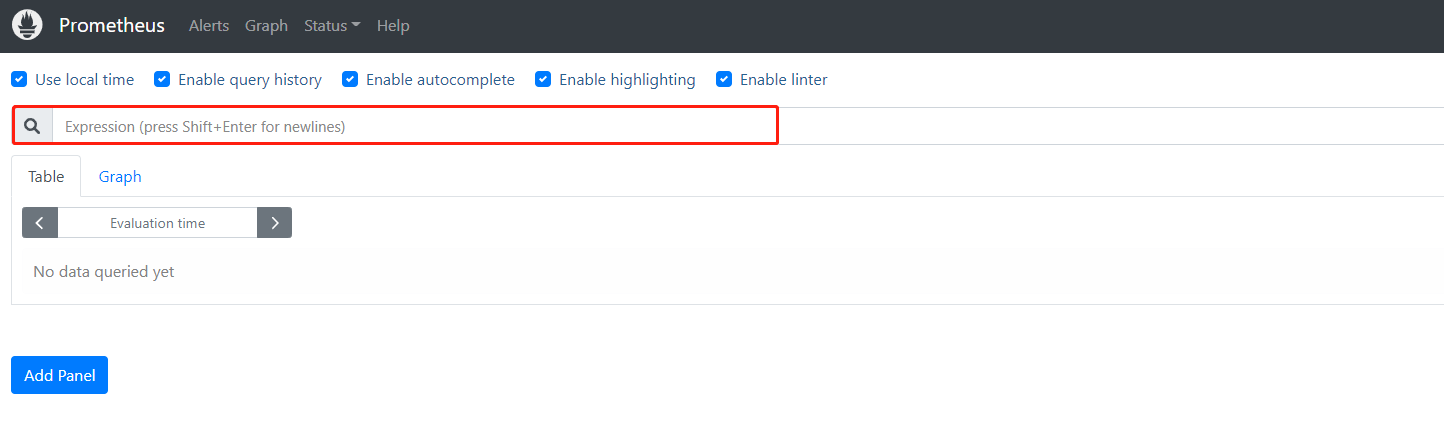 Prometheus Alerts Graph Status Help
Use local time Enable query history Enable autocomplete Enable highlighting Enable linter
Expression (press Shift+Enter for newlines)
Table Graph
Evaluation time
No data queried yet
Add Panel